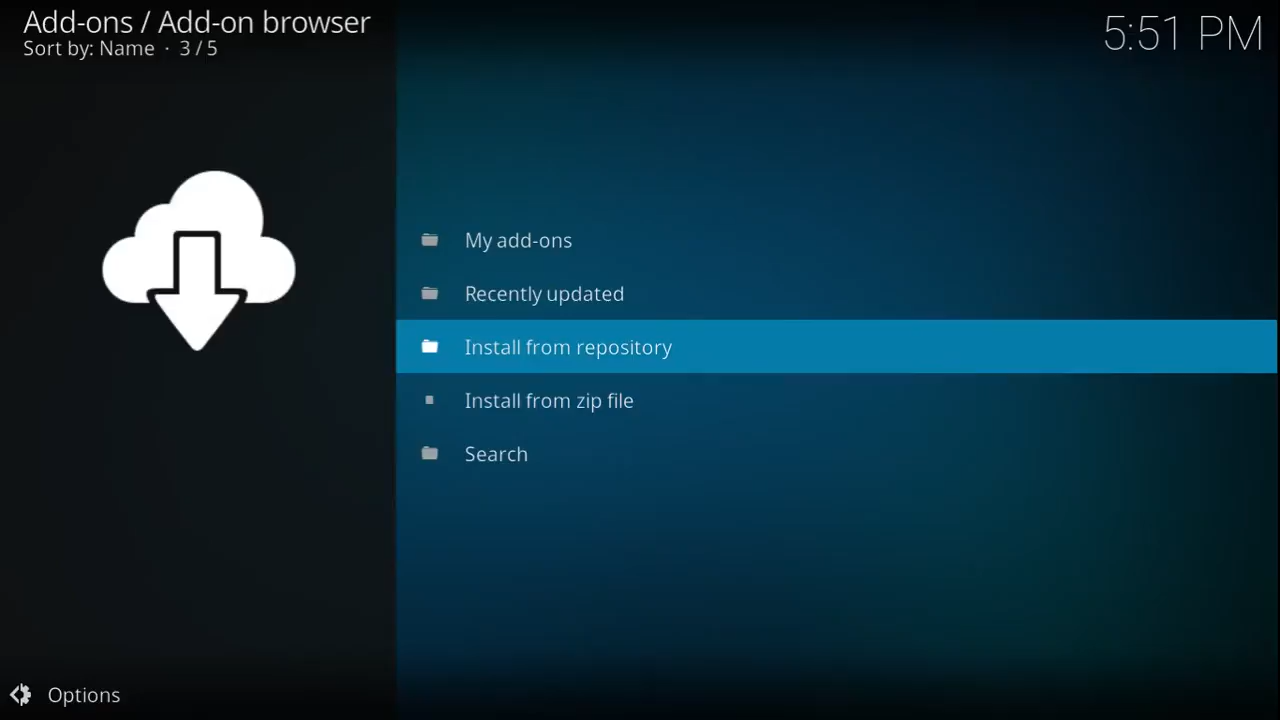 Add-ons / Add-on browser
Sort by: Name · 3 / 5
5:51 PM
My add-ons
Recently updated
Install from repository
Install from zip file
Search
Options